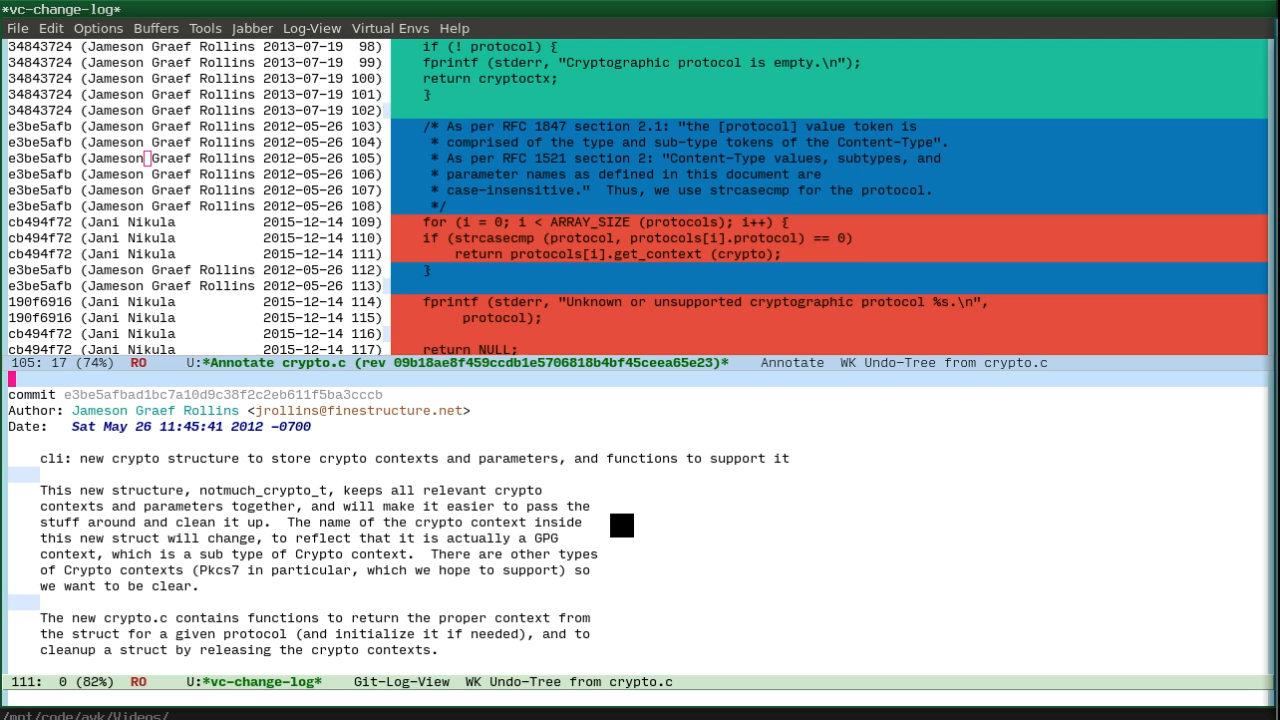 *vc-change-log*
File Edit Options Buffers Tools Jabber Log-View Virtual Envs Help
34843724 (Jameson Graef Rollins 2013-07-19  98)     if (! protocol) {
34843724 (Jameson Graef Rollins 2013-07-19  99)     fprintf (stderr, "Cryptographic protocol is empty.\n");
34843724 (Jameson Graef Rollins 2013-07-19 100)     return cryptoctx;
34843724 (Jameson Graef Rollins 2013-07-19 101)     }
34843724 (Jameson Graef Rollins 2013-07-19 102)
e3be5afb (Jameson Graef Rollins 2012-05-26 103)     /* As per RFC 1847 section 2.1: "the [protocol] value token is
e3be5afb (Jameson Graef Rollins 2012-05-26 104)      * comprised of the type and sub-type tokens of the Content-Type".
e3be5afb (Jameson Graef Rollins 2012-05-26 105)      * As per RFC 1521 section 2: "Content-Type values, subtypes, and
e3be5afb (Jameson Graef Rollins 2012-05-26 106)      * parameter names as defined in this document are
e3be5afb (Jameson Graef Rollins 2012-05-26 107)      * case-insensitive."  Thus, we use strcasecmp for the protocol.
e3be5afb (Jameson Graef Rollins 2012-05-26 108)      */
cb494f72 (Jani Nikula           2015-12-14 109)     for (i = 0; i < ARRAY_SIZE (protocols); i++) {
cb494f72 (Jani Nikula           2015-12-14 110)     if (strcasecmp (protocol, protocols[i].protocol) == 0)
cb494f72 (Jani Nikula           2015-12-14 111)         return protocols[i].get_context (crypto);
e3be5afb (Jameson Graef Rollins 2012-05-26 112)     }
e3be5afb (Jameson Graef Rollins 2012-05-26 113)
190f6916 (Jani Nikula           2015-12-14 114)     fprintf (stderr, "Unknown or unsupported cryptographic protocol %s.\n",
190f6916 (Jani Nikula           2015-12-14 115)          protocol);
cb494f72 (Jani Nikula           2015-12-14 116)
cb494f72 (Jani Nikula           2015-12-14 117)     return NULL;
105: 17 (74%)  RO     U:*Annotate crypto.c (rev 09b18ae8f459ccdb1e5706818b4bf45ceea65e23)*    Annotate  WK Undo-Tree from crypto.c
commit e3be5afbad1bc7a10d9c38f2c2eb611f5ba3cccb
Author: Jameson Graef Rollins <jrollins@finestructure.net>
Date:   Sat May 26 11:45:41 2012 -0700
cli: new crypto structure to store crypto contexts and parameters, and functions to support it
This new structure, notmuch_crypto_t, keeps all relevant crypto
contexts and parameters together, and will make it easier to pass the
stuff around and clean it up.  The name of the crypto context inside
this new struct will change, to reflect that it is actually a GPG
context, which is a sub type of Crypto context.  There are other types
of Crypto contexts (Pkcs7 in particular, which we hope to support) so
we want to be clear.
The new crypto.c contains functions to return the proper context from
the struct for a given protocol (and initialize it if needed), and to
cleanup a struct by releasing the crypto contexts.
111:  0 (82%)  RO     U:*vc-change-log*    Git-Log-View  WK Undo-Tree from crypto.c
/mnt/code/avk/Videos/